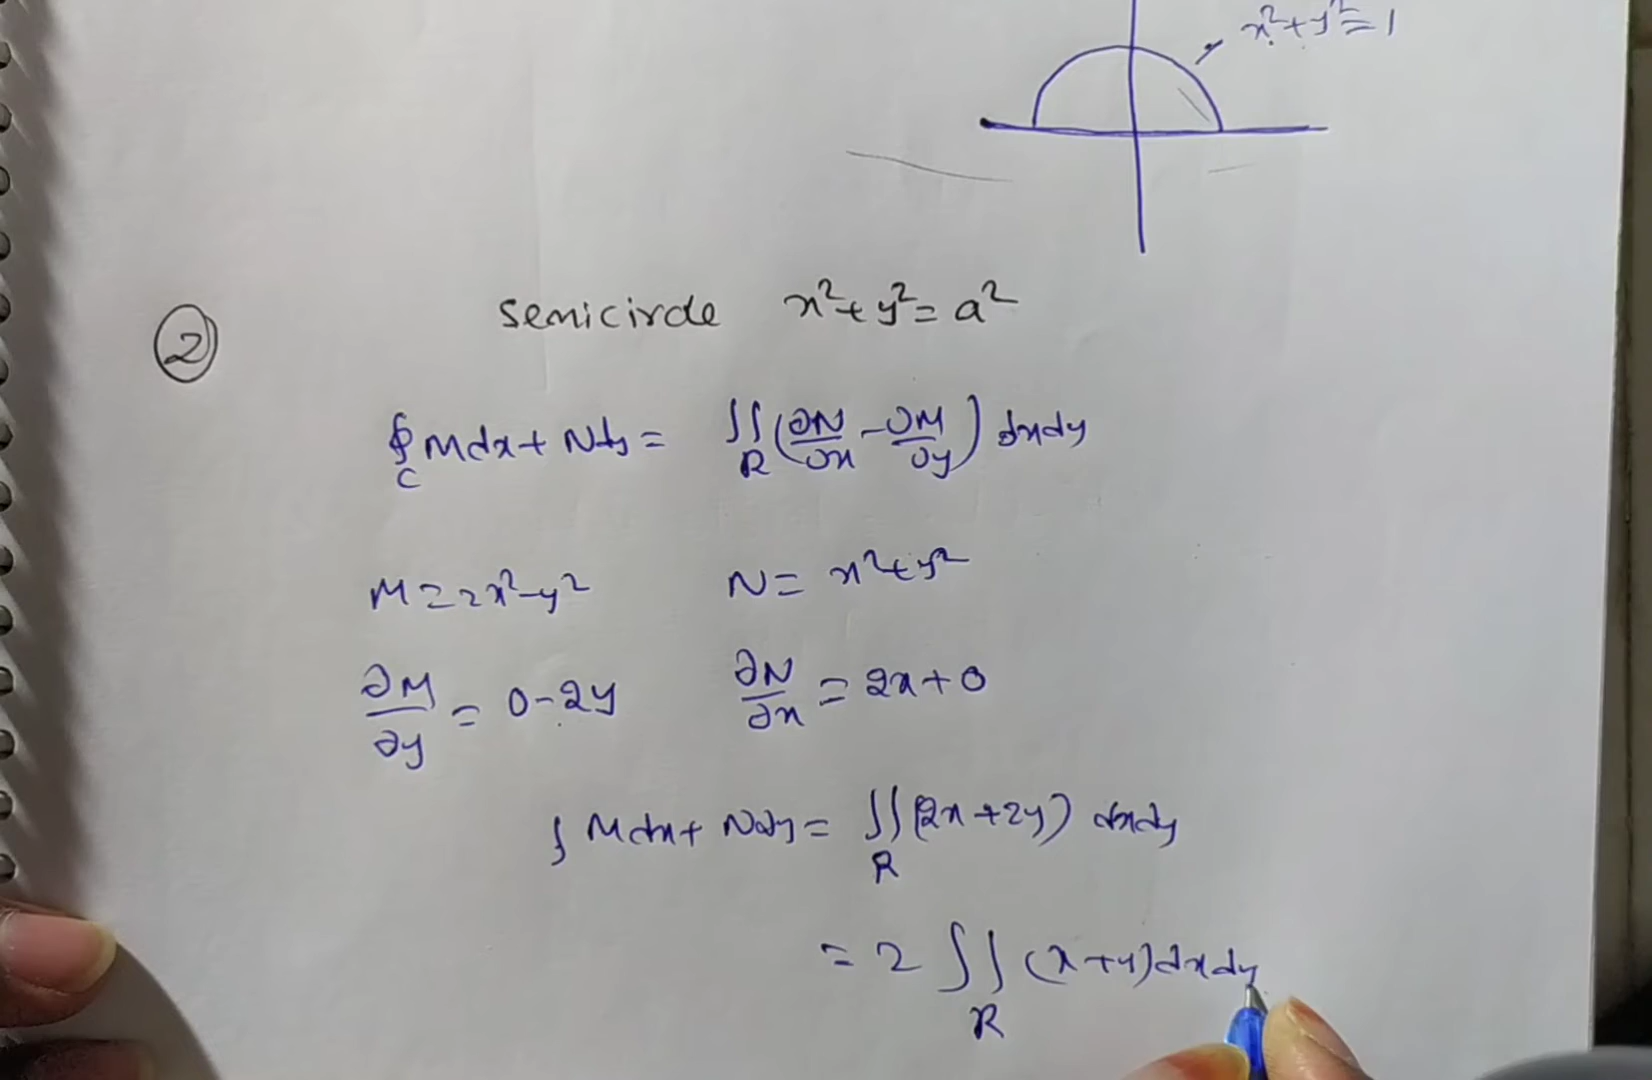 x²+y²=1
② semicircle x²+y²=a²
∮_C Mdx+Ndy = ∬_R (∂N/∂x - ∂M/∂y) dxdy
M=2x²-y² N=x²+y²
∂M/∂y = 0-2y ∂N/∂x = 2x+0
∫ Mdx+Ndy = ∬_R (2x+2y) dxdy
= 2 ∬_R (x+y)dxdy